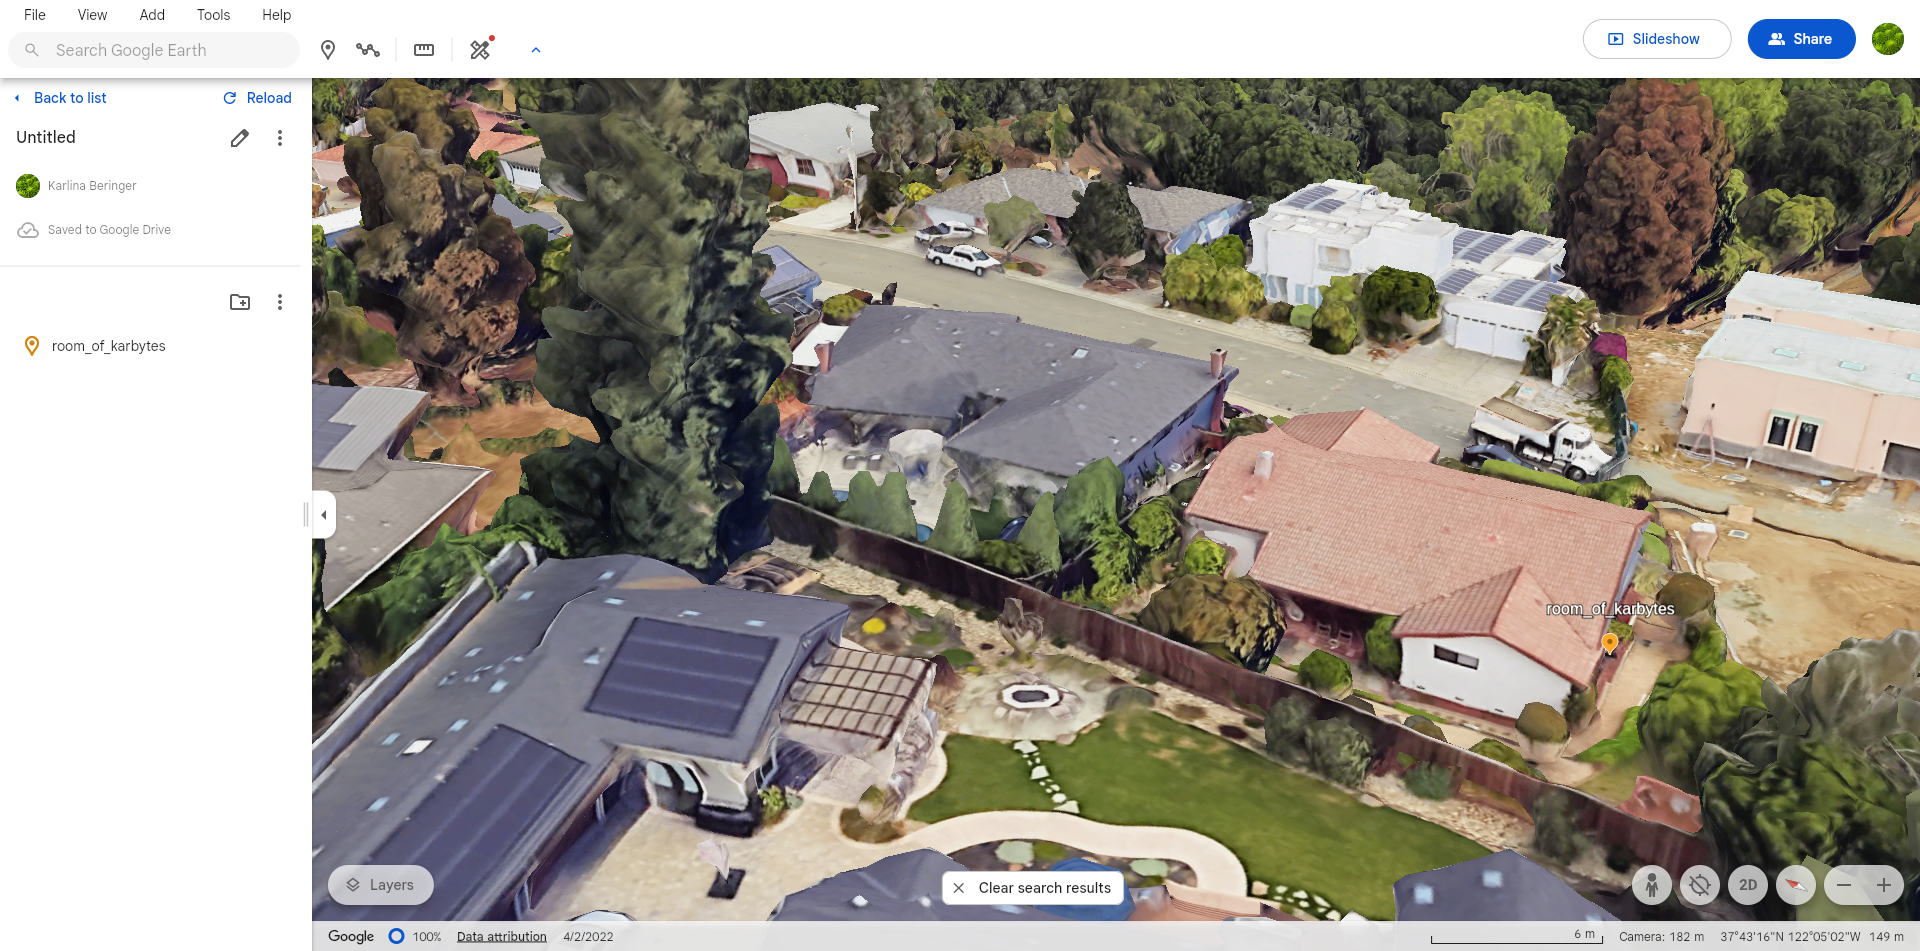 File View Add Tools Help
Search Google Earth
Slideshow
Share
Back to list
Reload
Untitled
Karlina Beringer
Saved to Google Drive
room_of_karbytes
room_of_karbytes
Layers
Clear search results
2D
Google 100% Data attribution 4/2/2022
6 m Camera: 182 m 37°43'16"N 122°05'02"W 149 m